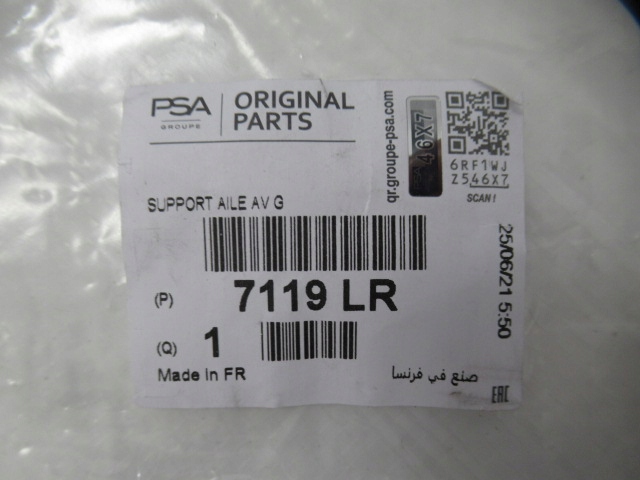 PSA
GROUPE
ORIGINAL
PARTS
qr.groupe-psa.com
46X7
6RF1WJ
Z546X7
SCAN!
SUPPORT AILE AV G
(P) 7119 LR
(Q) 1
Made in FR
صنع في فرنسا
25/06/21 5:50
EAC